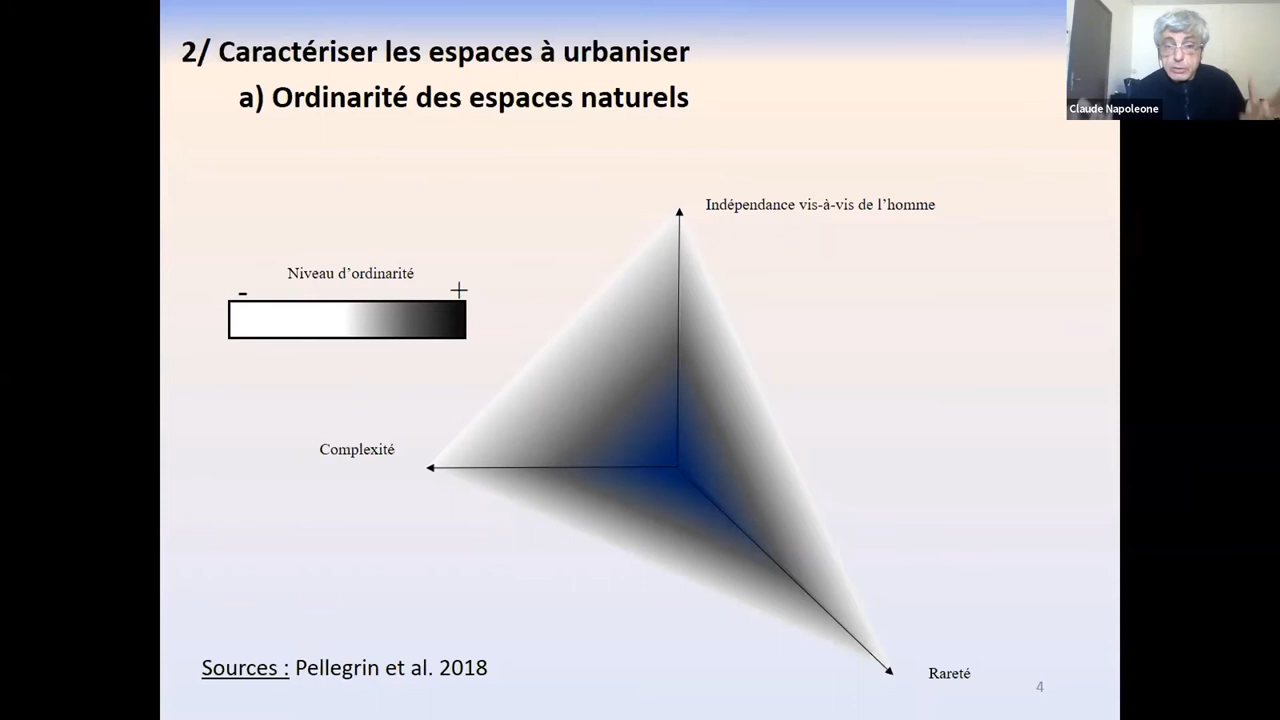 2/ Caractériser les espaces à urbaniser
a) Ordinarité des espaces naturels
Claude Napoleone
Indépendance vis-à-vis de l’homme
Niveau d’ordinarité
- +
Complexité
Rareté
Sources : Pellegrin et al. 2018
4